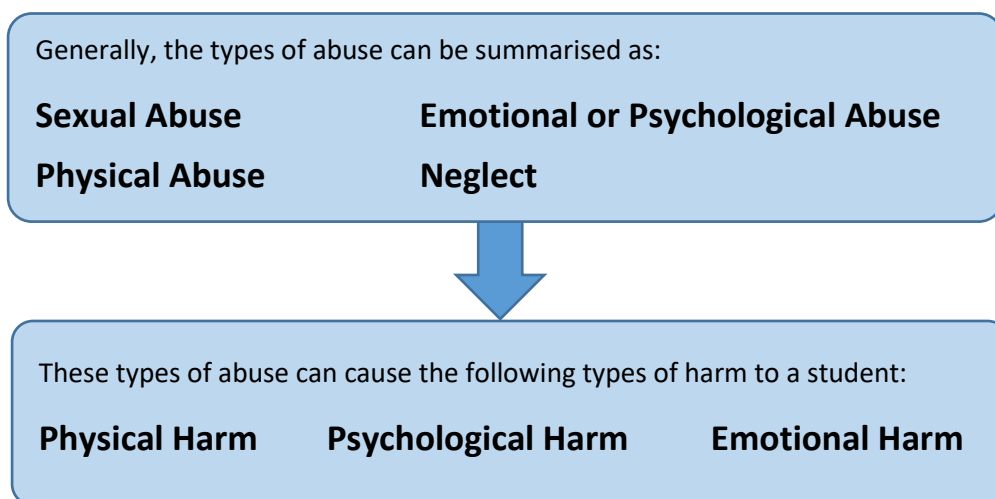 Generally, the types of abuse can be summarised as:
Sexual Abuse Emotional or Psychological Abuse
Physical Abuse Neglect
These types of abuse can cause the following types of harm to a student:
Physical Harm Psychological Harm Emotional Harm